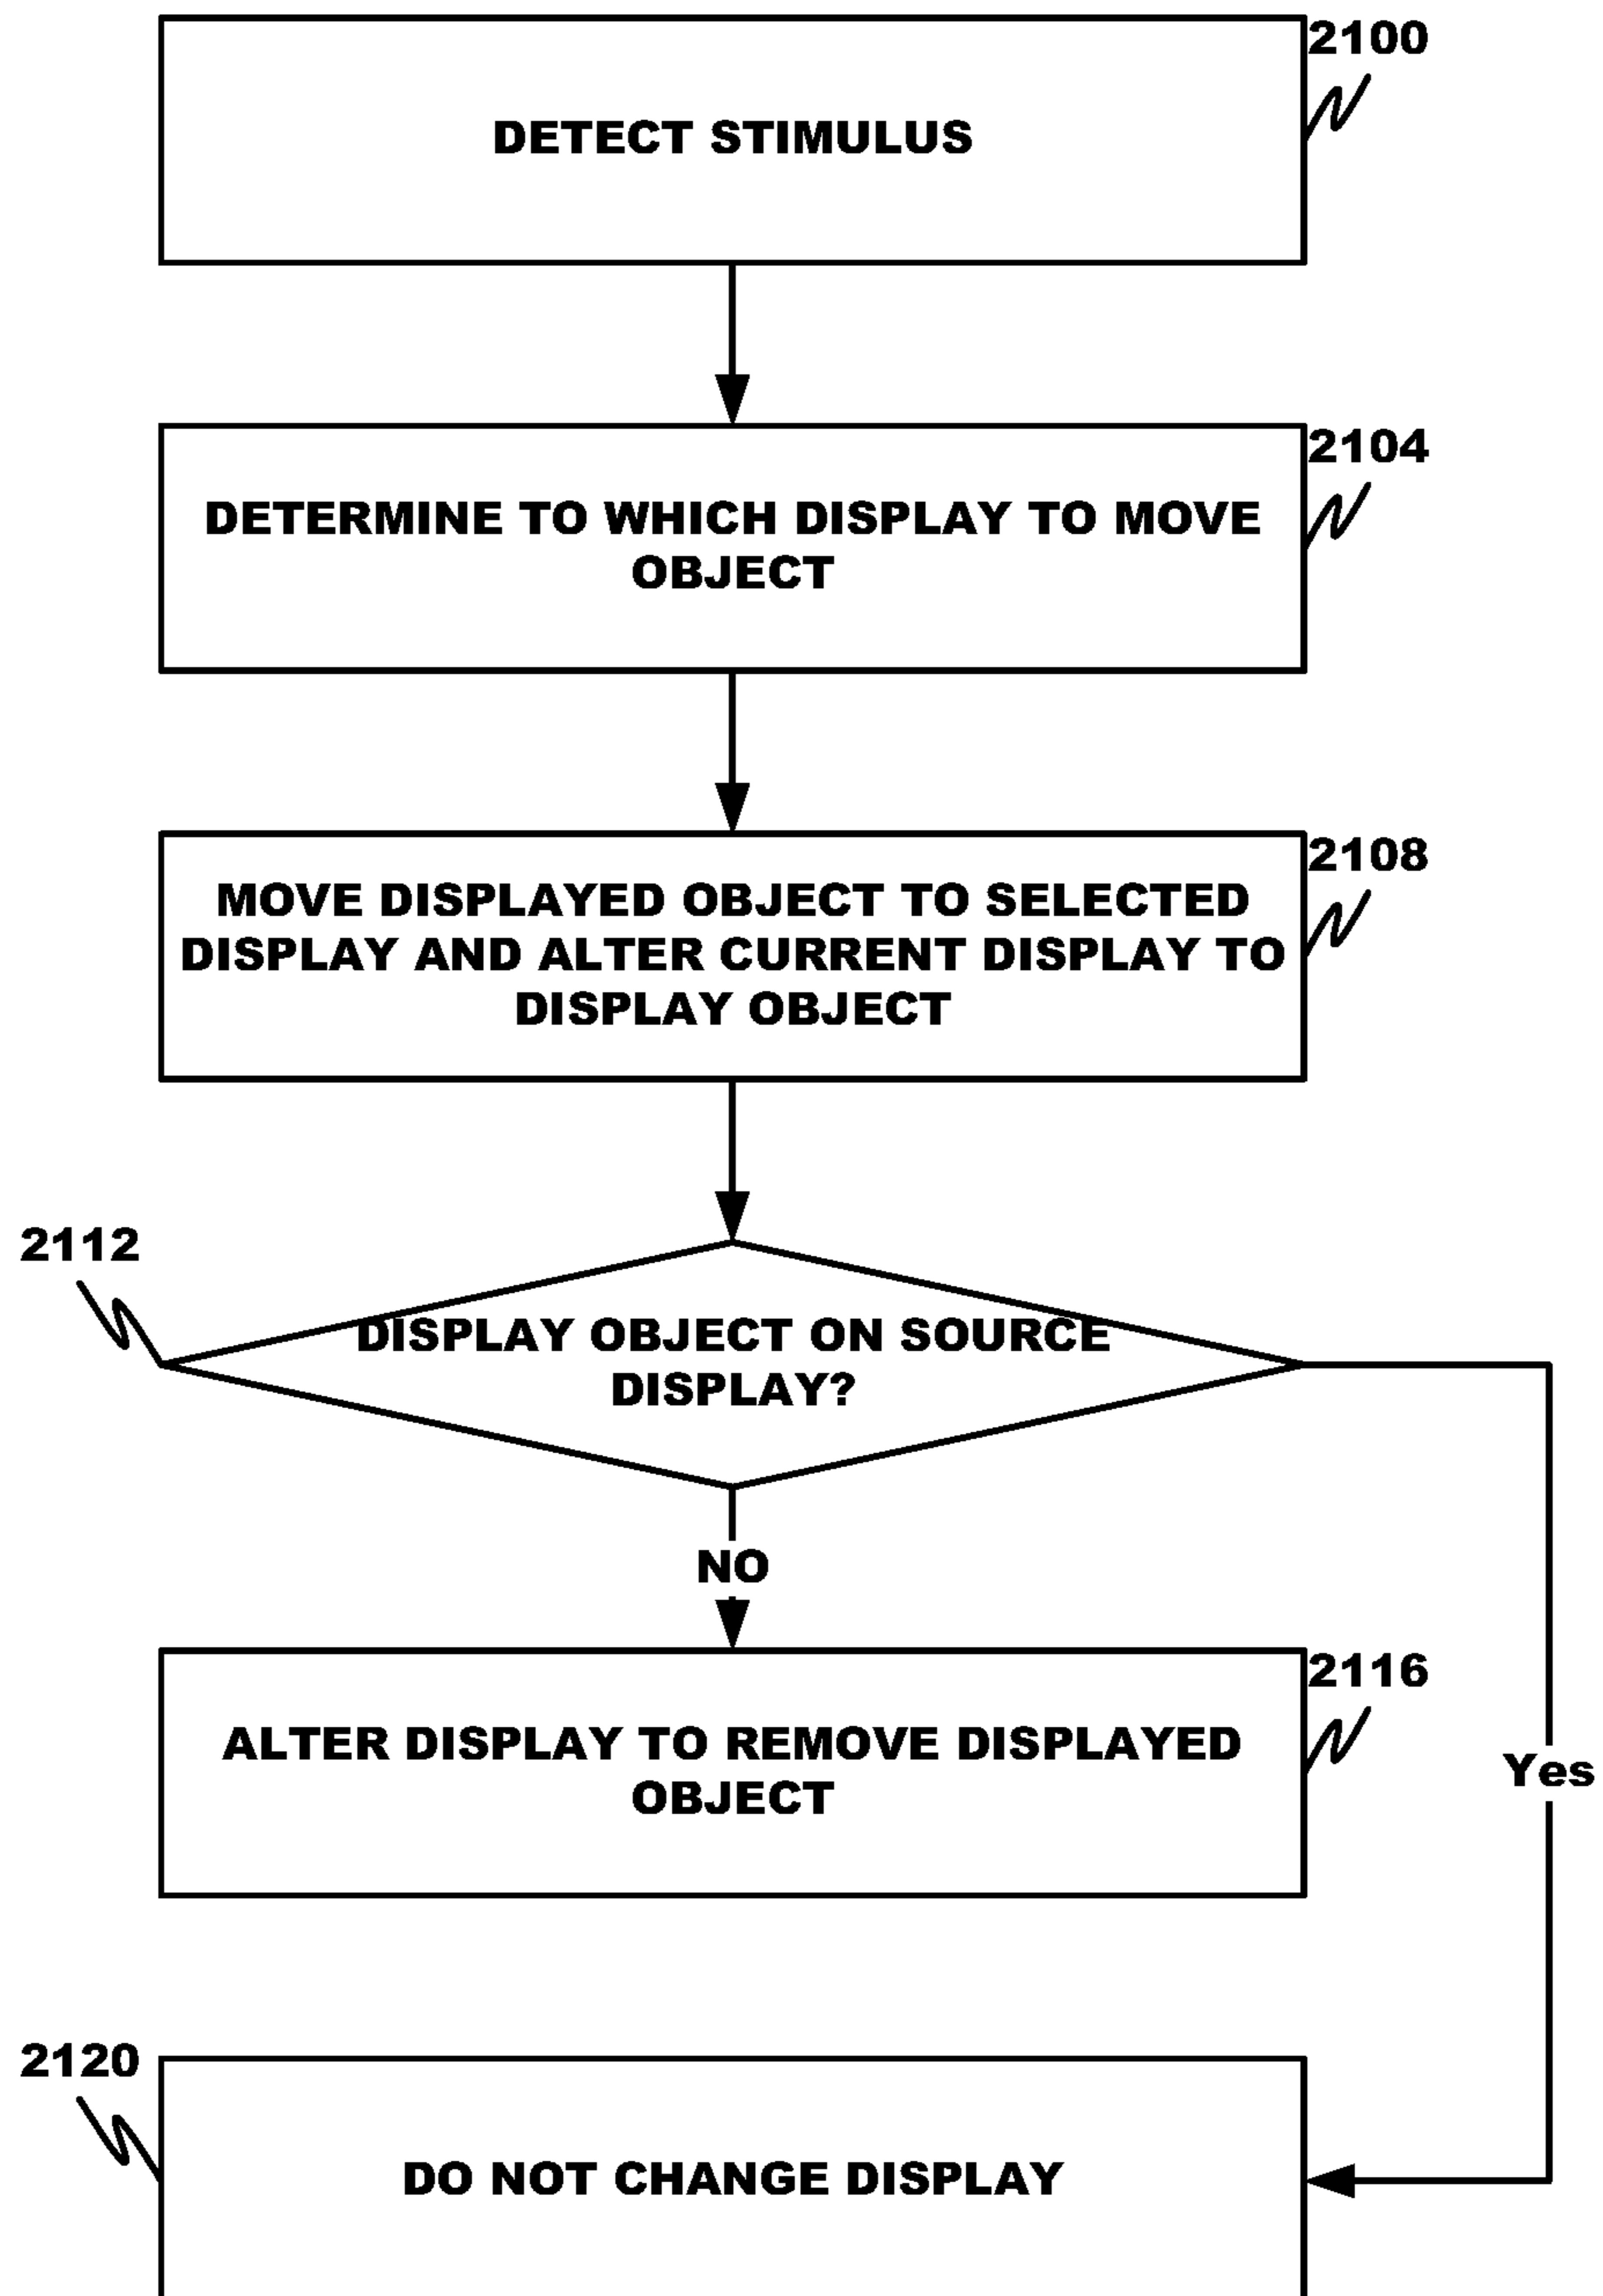 2100
DETECT STIMULUS
2104
DETERMINE TO WHICH DISPLAY TO MOVE
OBJECT
2108
MOVE DISPLAYED OBJECT TO SELECTED
DISPLAY AND ALTER CURRENT DISPLAY TO
DISPLAY OBJECT
2112
DISPLAY OBJECT ON SOURCE
DISPLAY?
NO
2116
ALTER DISPLAY TO REMOVE DISPLAYED
OBJECT
Yes
2120
DO NOT CHANGE DISPLAY